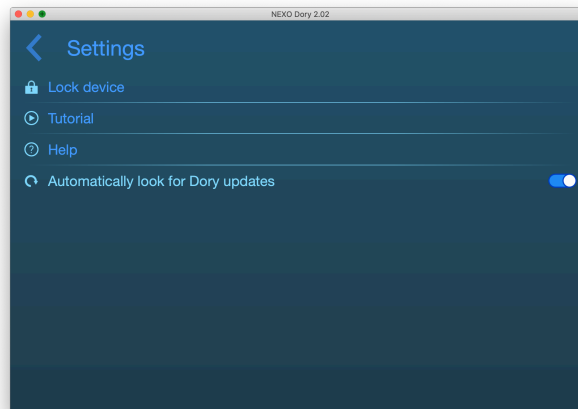 NEXO Dory 2.02
Settings
Lock device
Tutorial
Help
Automatically look for Dory updates